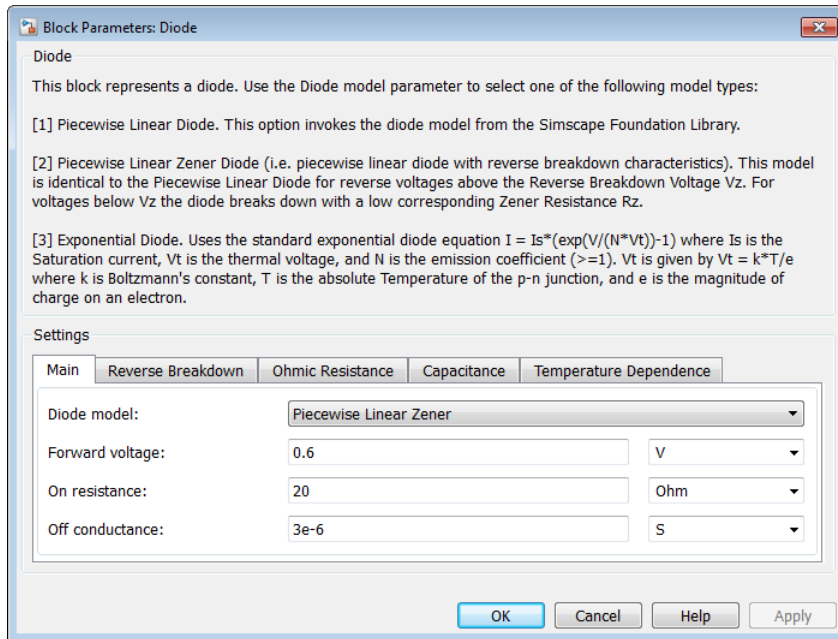 Block Parameters: Diode
Diode
This block represents a diode. Use the Diode model parameter to select one of the following model types:
[1] Piecewise Linear Diode. This option invokes the diode model from the Simscape Foundation Library.
[2] Piecewise Linear Zener Diode (i.e. piecewise linear diode with reverse breakdown characteristics). This model
is identical to the Piecewise Linear Diode for reverse voltages above the Reverse Breakdown Voltage Vz. For
voltages below Vz the diode breaks down with a low corresponding Zener Resistance Rz.
[3] Exponential Diode. Uses the standard exponential diode equation I = Is*(exp(V/(N*Vt))-1) where Is is the
Saturation current, Vt is the thermal voltage, and N is the emission coefficient (>=1). Vt is given by Vt = k*T/e
where k is Boltzmann's constant, T is the absolute Temperature of the p-n junction, and e is the magnitude of
charge on an electron.
Settings
Main Reverse Breakdown Ohmic Resistance Capacitance Temperature Dependence
Diode model: Piecewise Linear Zener
Forward voltage: 0.6 V
On resistance: 20 Ohm
Off conductance: 3e-6 S
OK Cancel Help Apply